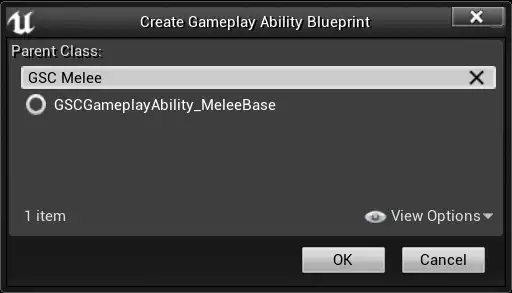 Create Gameplay Ability Blueprint
Parent Class:
GSC Melee
GSCGameplayAbility_MeleeBase
1 item
View Options
OK
Cancel